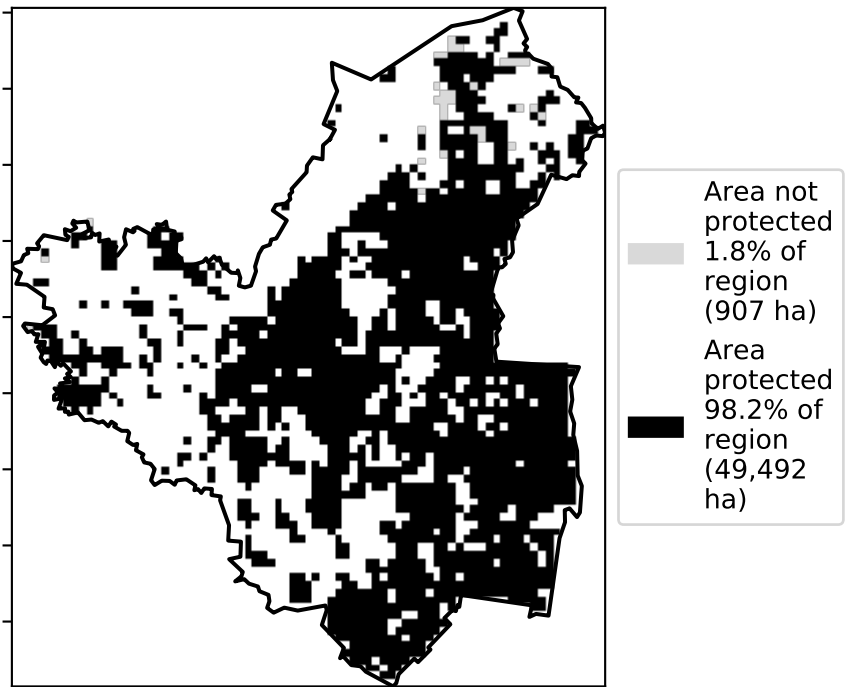 Area not
protected
1.8% of
region
(907 ha)
Area
protected
98.2% of
region
(49,492
ha)